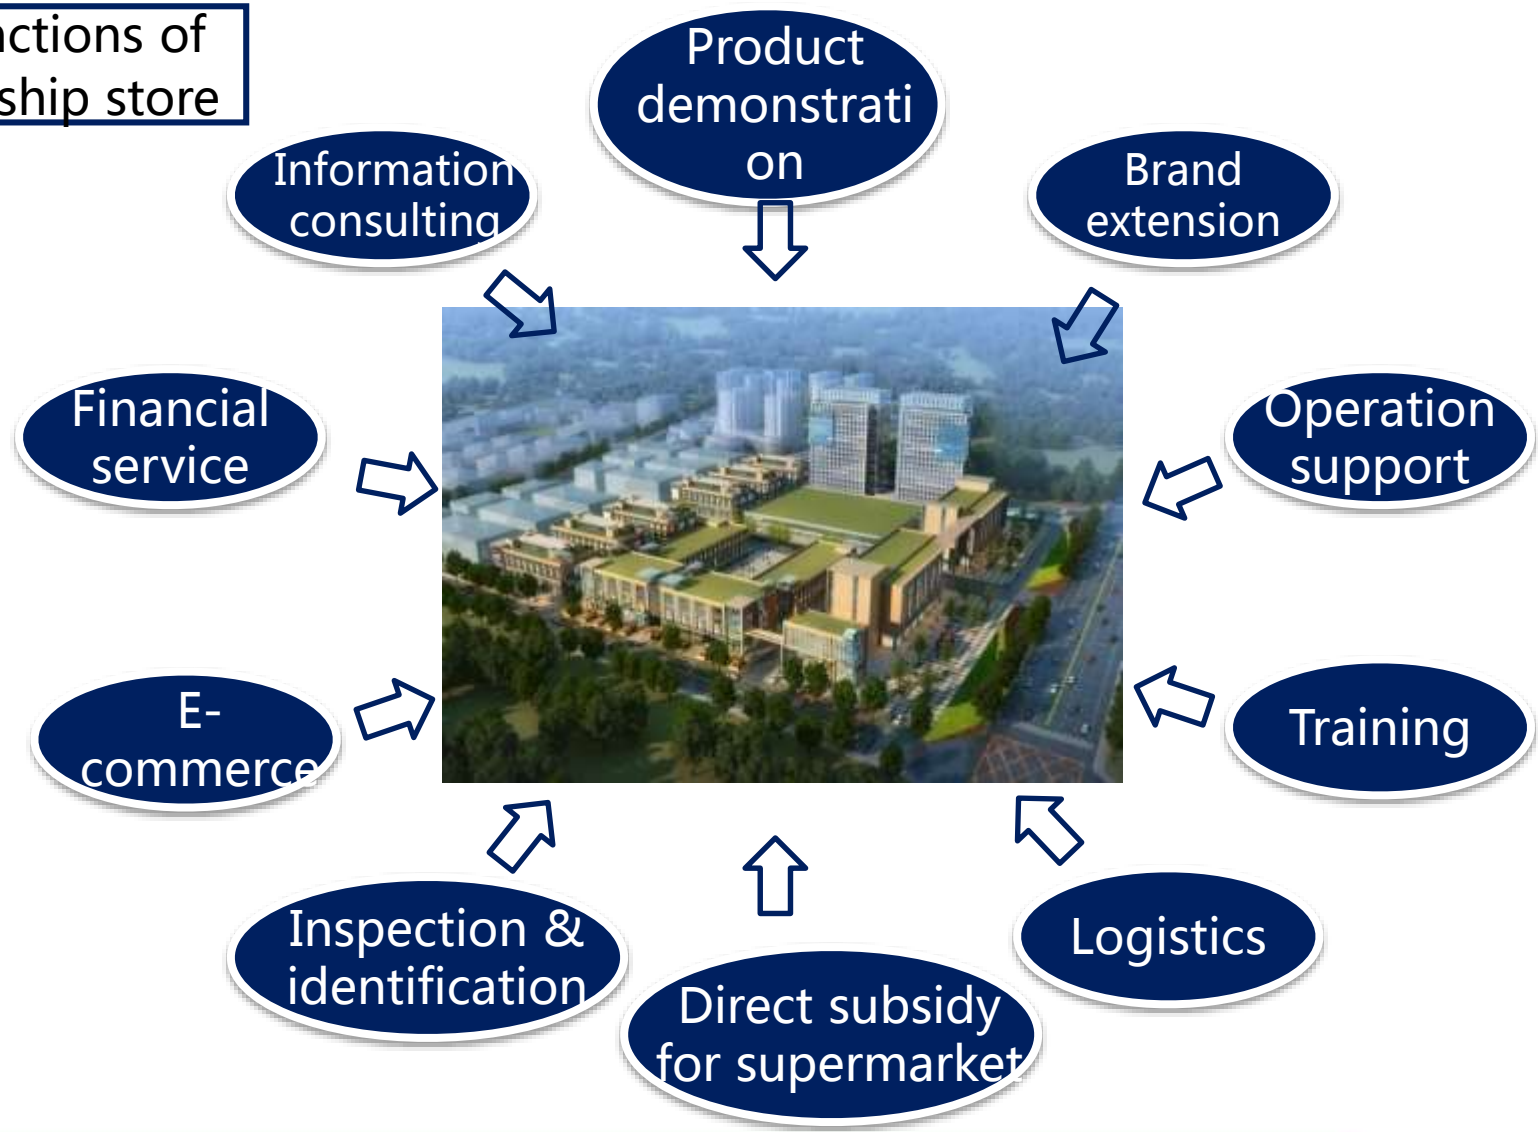 nctions of
ship store
Product
demonstrati
on
Information
consulting
Brand
extension
Financial
service
Operation
support
E-
commerce
Training
Inspection &
identification
Logistics
Direct subsidy
for supermarket